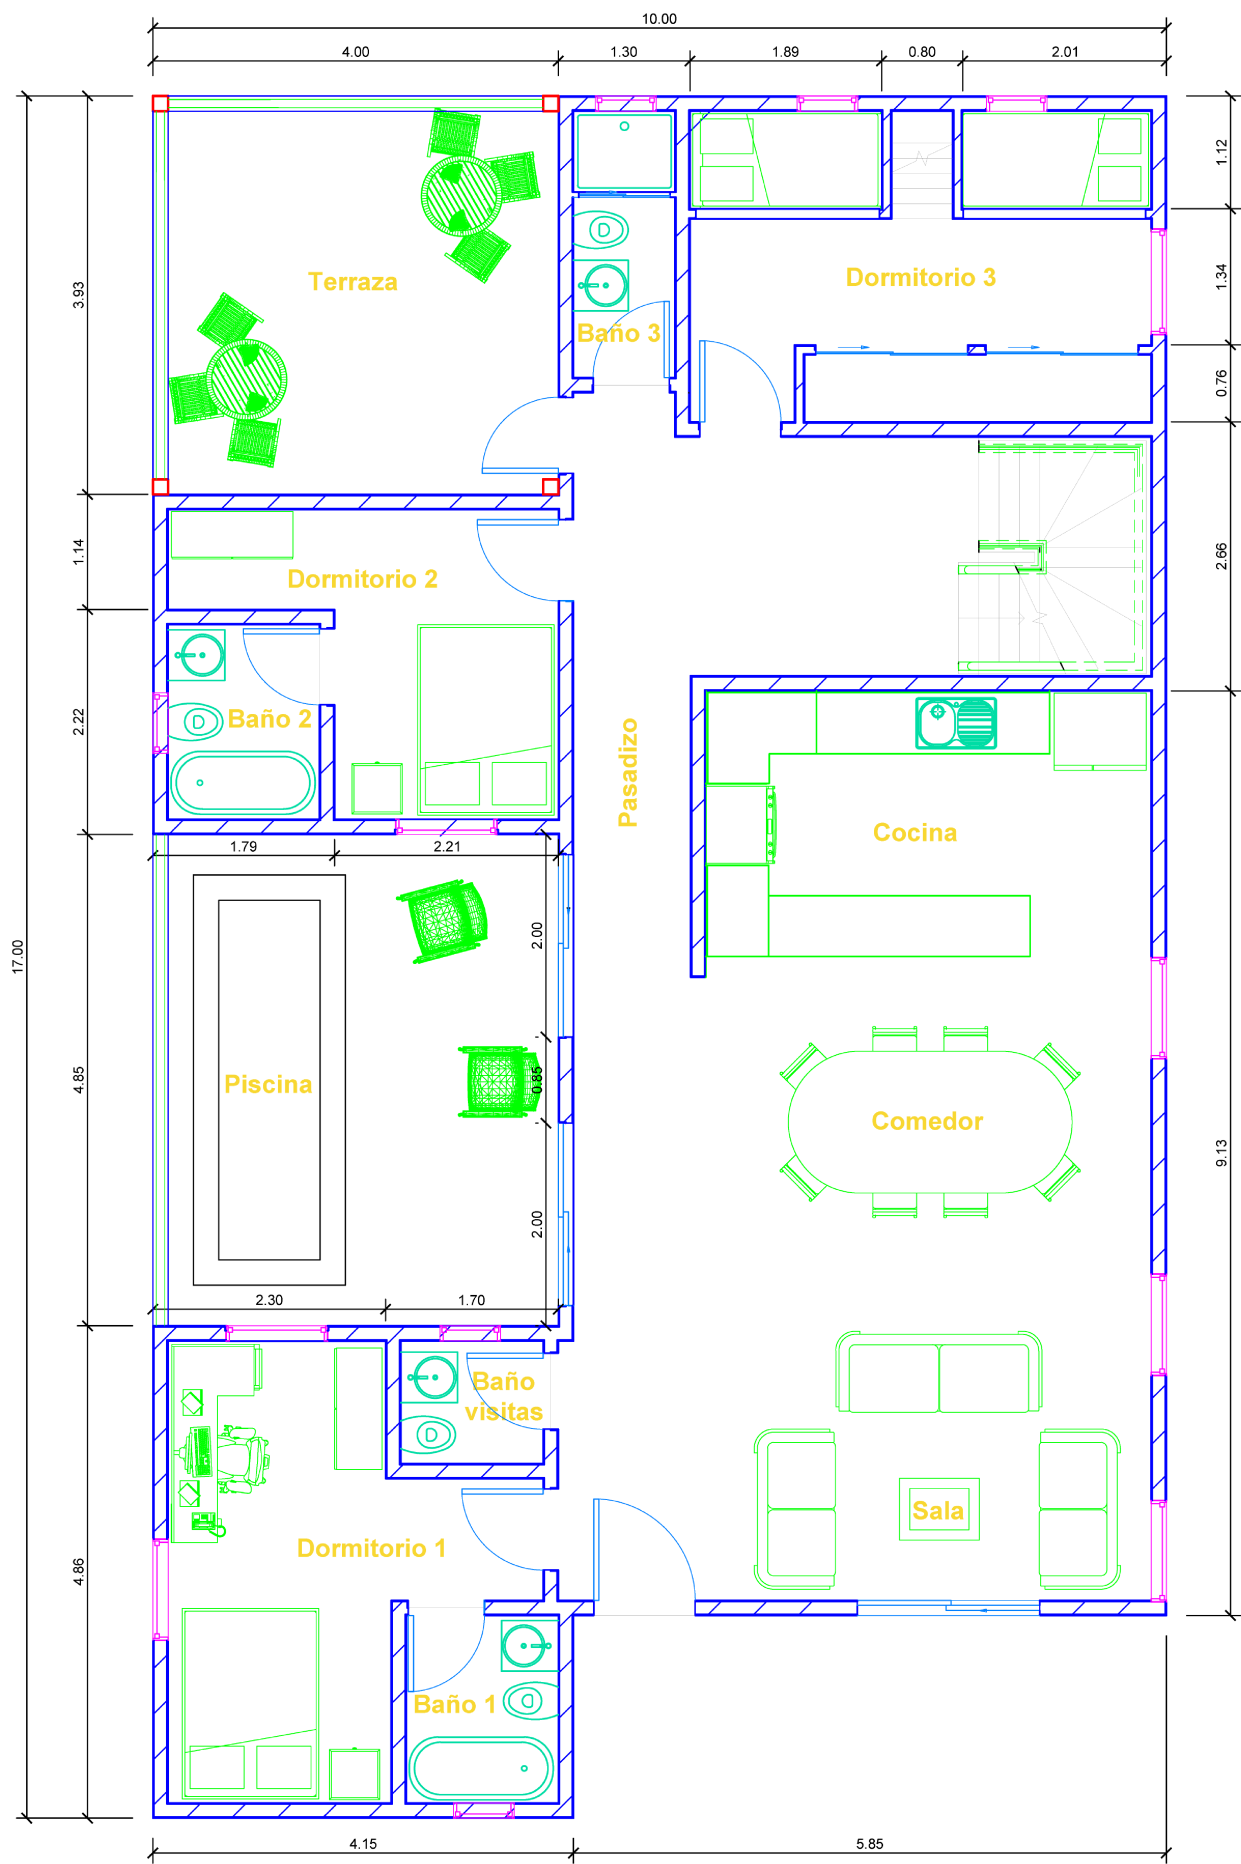 10.00
4.00
1.30
1.89
0.80
2.01
1.12
Terraza
Dormitorio 3
1.34
3.93
Baño 3
0.76
1.14
Dormitorio 2
2.66
2.22
Baño 2
Pasadizo
Cocina
1.79
2.21
2.00
17.00
4.85
Piscina
0.85
Comedor
9.13
2.00
2.30
1.70
Baño
visitas
Sala
Dormitorio 1
4.86
Baño 1
4.15
5.85